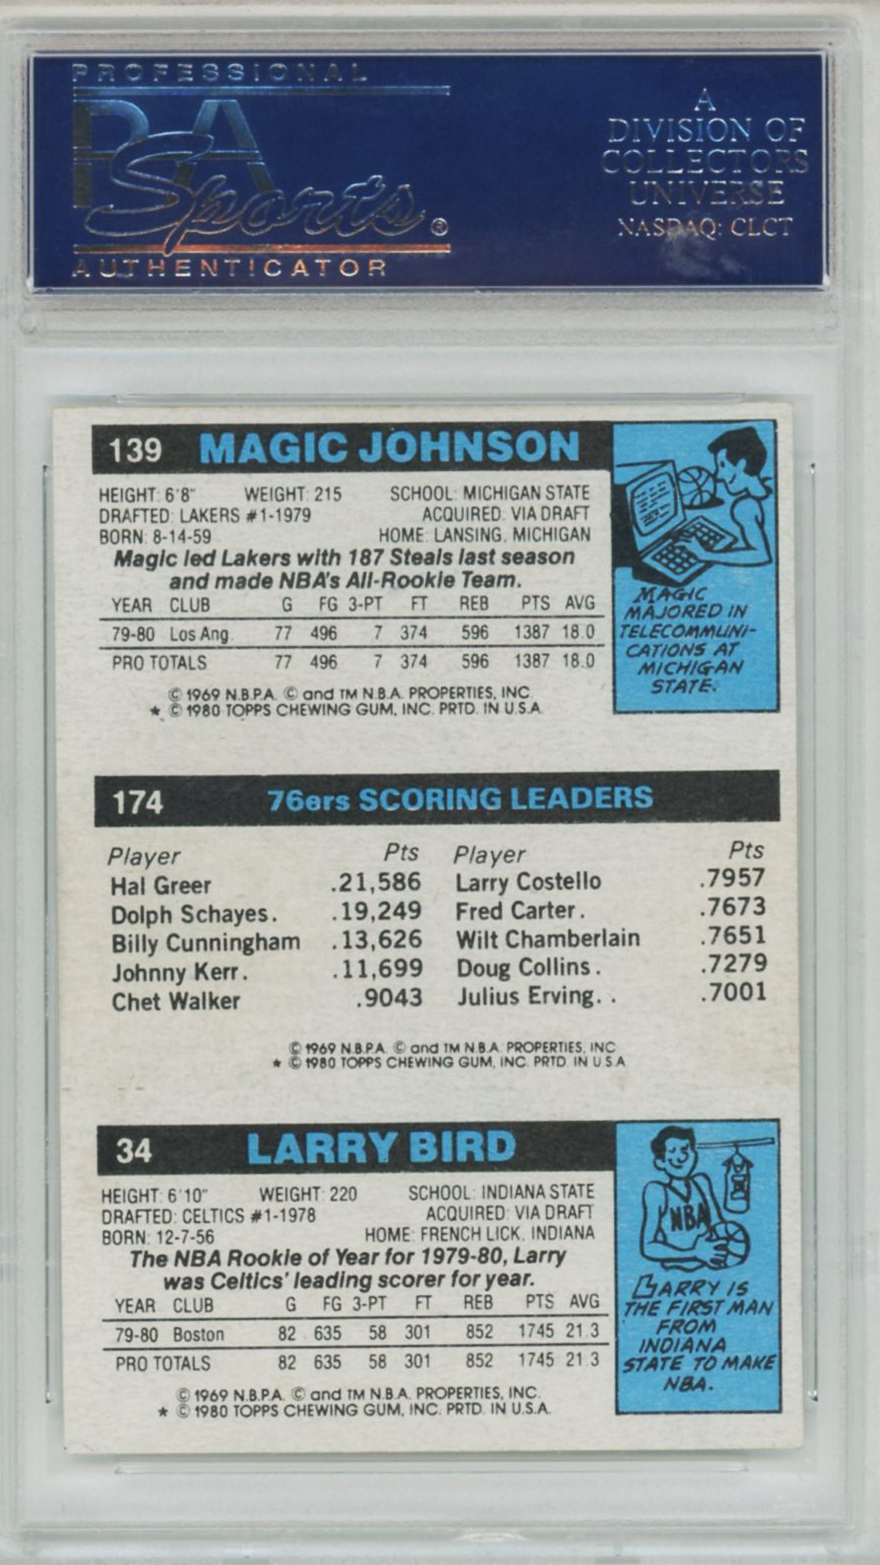 PROFESSIONAL
PSA
Sports®
AUTHENTICATOR
A
DIVISION OF
COLLECTORS
UNIVERSE
NASDAQ: CLCT
139 MAGIC JOHNSON
HEIGHT: 6'8" WEIGHT: 215 SCHOOL: MICHIGAN STATE
DRAFTED: LAKERS #1-1979 ACQUIRED: VIA DRAFT
BORN: 8-14-59 HOME: LANSING, MICHIGAN
Magic led Lakers with 187 Steals last season
and made NBA's All-Rookie Team.
YEAR CLUB G FG 3-PT FT REB PTS AVG
79-80 Los Ang. 77 496 7 374 596 1387 18.0
PRO TOTALS 77 496 7 374 596 1387 18.0
© 1969 N.B.P.A. © and TM N.B.A. PROPERTIES, INC.
★ © 1980 TOPPS CHEWING GUM, INC. PRTD. IN U.S.A.
MAGIC
MAJORED IN
TELECOMMUNI-
CATIONS AT
MICHIGAN
STATE.
174 76ers SCORING LEADERS
Player Pts Player Pts
Hal Greer .21,586 Larry Costello .7957
Dolph Schayes. .19,249 Fred Carter. .7673
Billy Cunningham .13,626 Wilt Chamberlain .7651
Johnny Kerr. .11,699 Doug Collins. .7279
Chet Walker .9043 Julius Erving. . .7001
© 1969 N.B.P.A. © and TM N.B.A. PROPERTIES, INC
★ © 1980 TOPPS CHEWING GUM, INC. PRTD. IN U.S.A
34 LARRY BIRD
HEIGHT: 6'10" WEIGHT: 220 SCHOOL: INDIANA STATE
DRAFTED: CELTICS #1-1978 ACQUIRED: VIA DRAFT
BORN: 12-7-56 HOME: FRENCH LICK, INDIANA
The NBA Rookie of Year for 1979-80, Larry
was Celtics' leading scorer for year.
YEAR CLUB G FG 3-PT FT REB PTS AVG
79-80 Boston 82 635 58 301 852 1745 21.3
PRO TOTALS 82 635 58 301 852 1745 21.3
© 1969 N.B.P.A. © and TM N.B.A. PROPERTIES, INC.
★ © 1980 TOPPS CHEWING GUM, INC. PRTD. IN U.S.A.
NBA
LARRY IS
THE FIRST MAN
FROM
INDIANA
STATE TO MAKE
NBA.